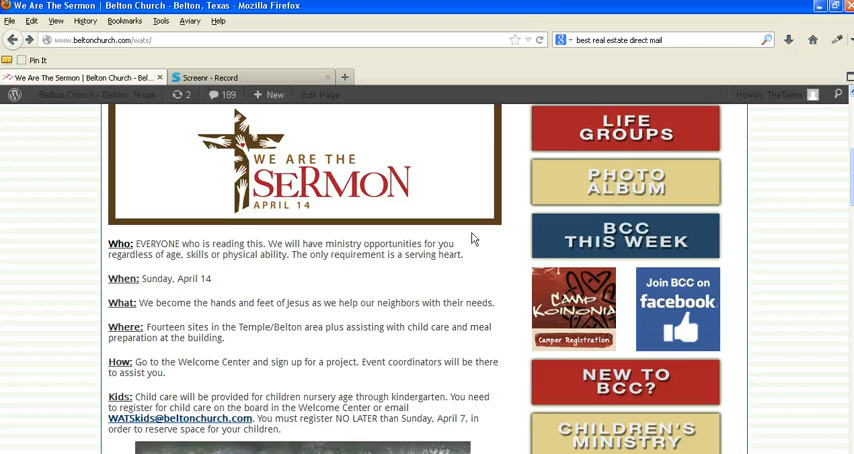 We Are The Sermon | Belton Church - Belton, Texas - Mozilla Firefox
File Edit View History Bookmarks Tools Aviary Help
www.beltonchurch.com/wats/
best real estate direct mail
Pin It
We Are The Sermon | Belton Church - Bel...
Screenr - Record
Belton Church - Belton, Texas 2 189 + New Edit Page Howdy, TheTerns
WE ARE THE
SERMON
APRIL 14
Who: EVERYONE who is reading this. We will have ministry opportunities for you
regardless of age, skills or physical ability. The only requirement is a serving heart.
When: Sunday, April 14
What: We become the hands and feet of Jesus as we help our neighbors with their needs.
Where: Fourteen sites in the Temple/Belton area plus assisting with child care and meal
preparation at the building.
How: Go to the Welcome Center and sign up for a project. Event coordinators will be there
to assist you.
Kids: Child care will be provided for children nursery age through kindergarten. You need
to register for child care on the board in the Welcome Center or email
WATSkids@beltonchurch.com. You must register NO LATER than Sunday, April 7, in
order to reserve space for your children.
LIFE
GROUPS
PHOTO
ALBUM
BCC
THIS WEEK
CAMP
KOINONIA
Camper Registration
Join BCC on
facebook
NEW TO
BCC?
CHILDREN'S
MINISTRY